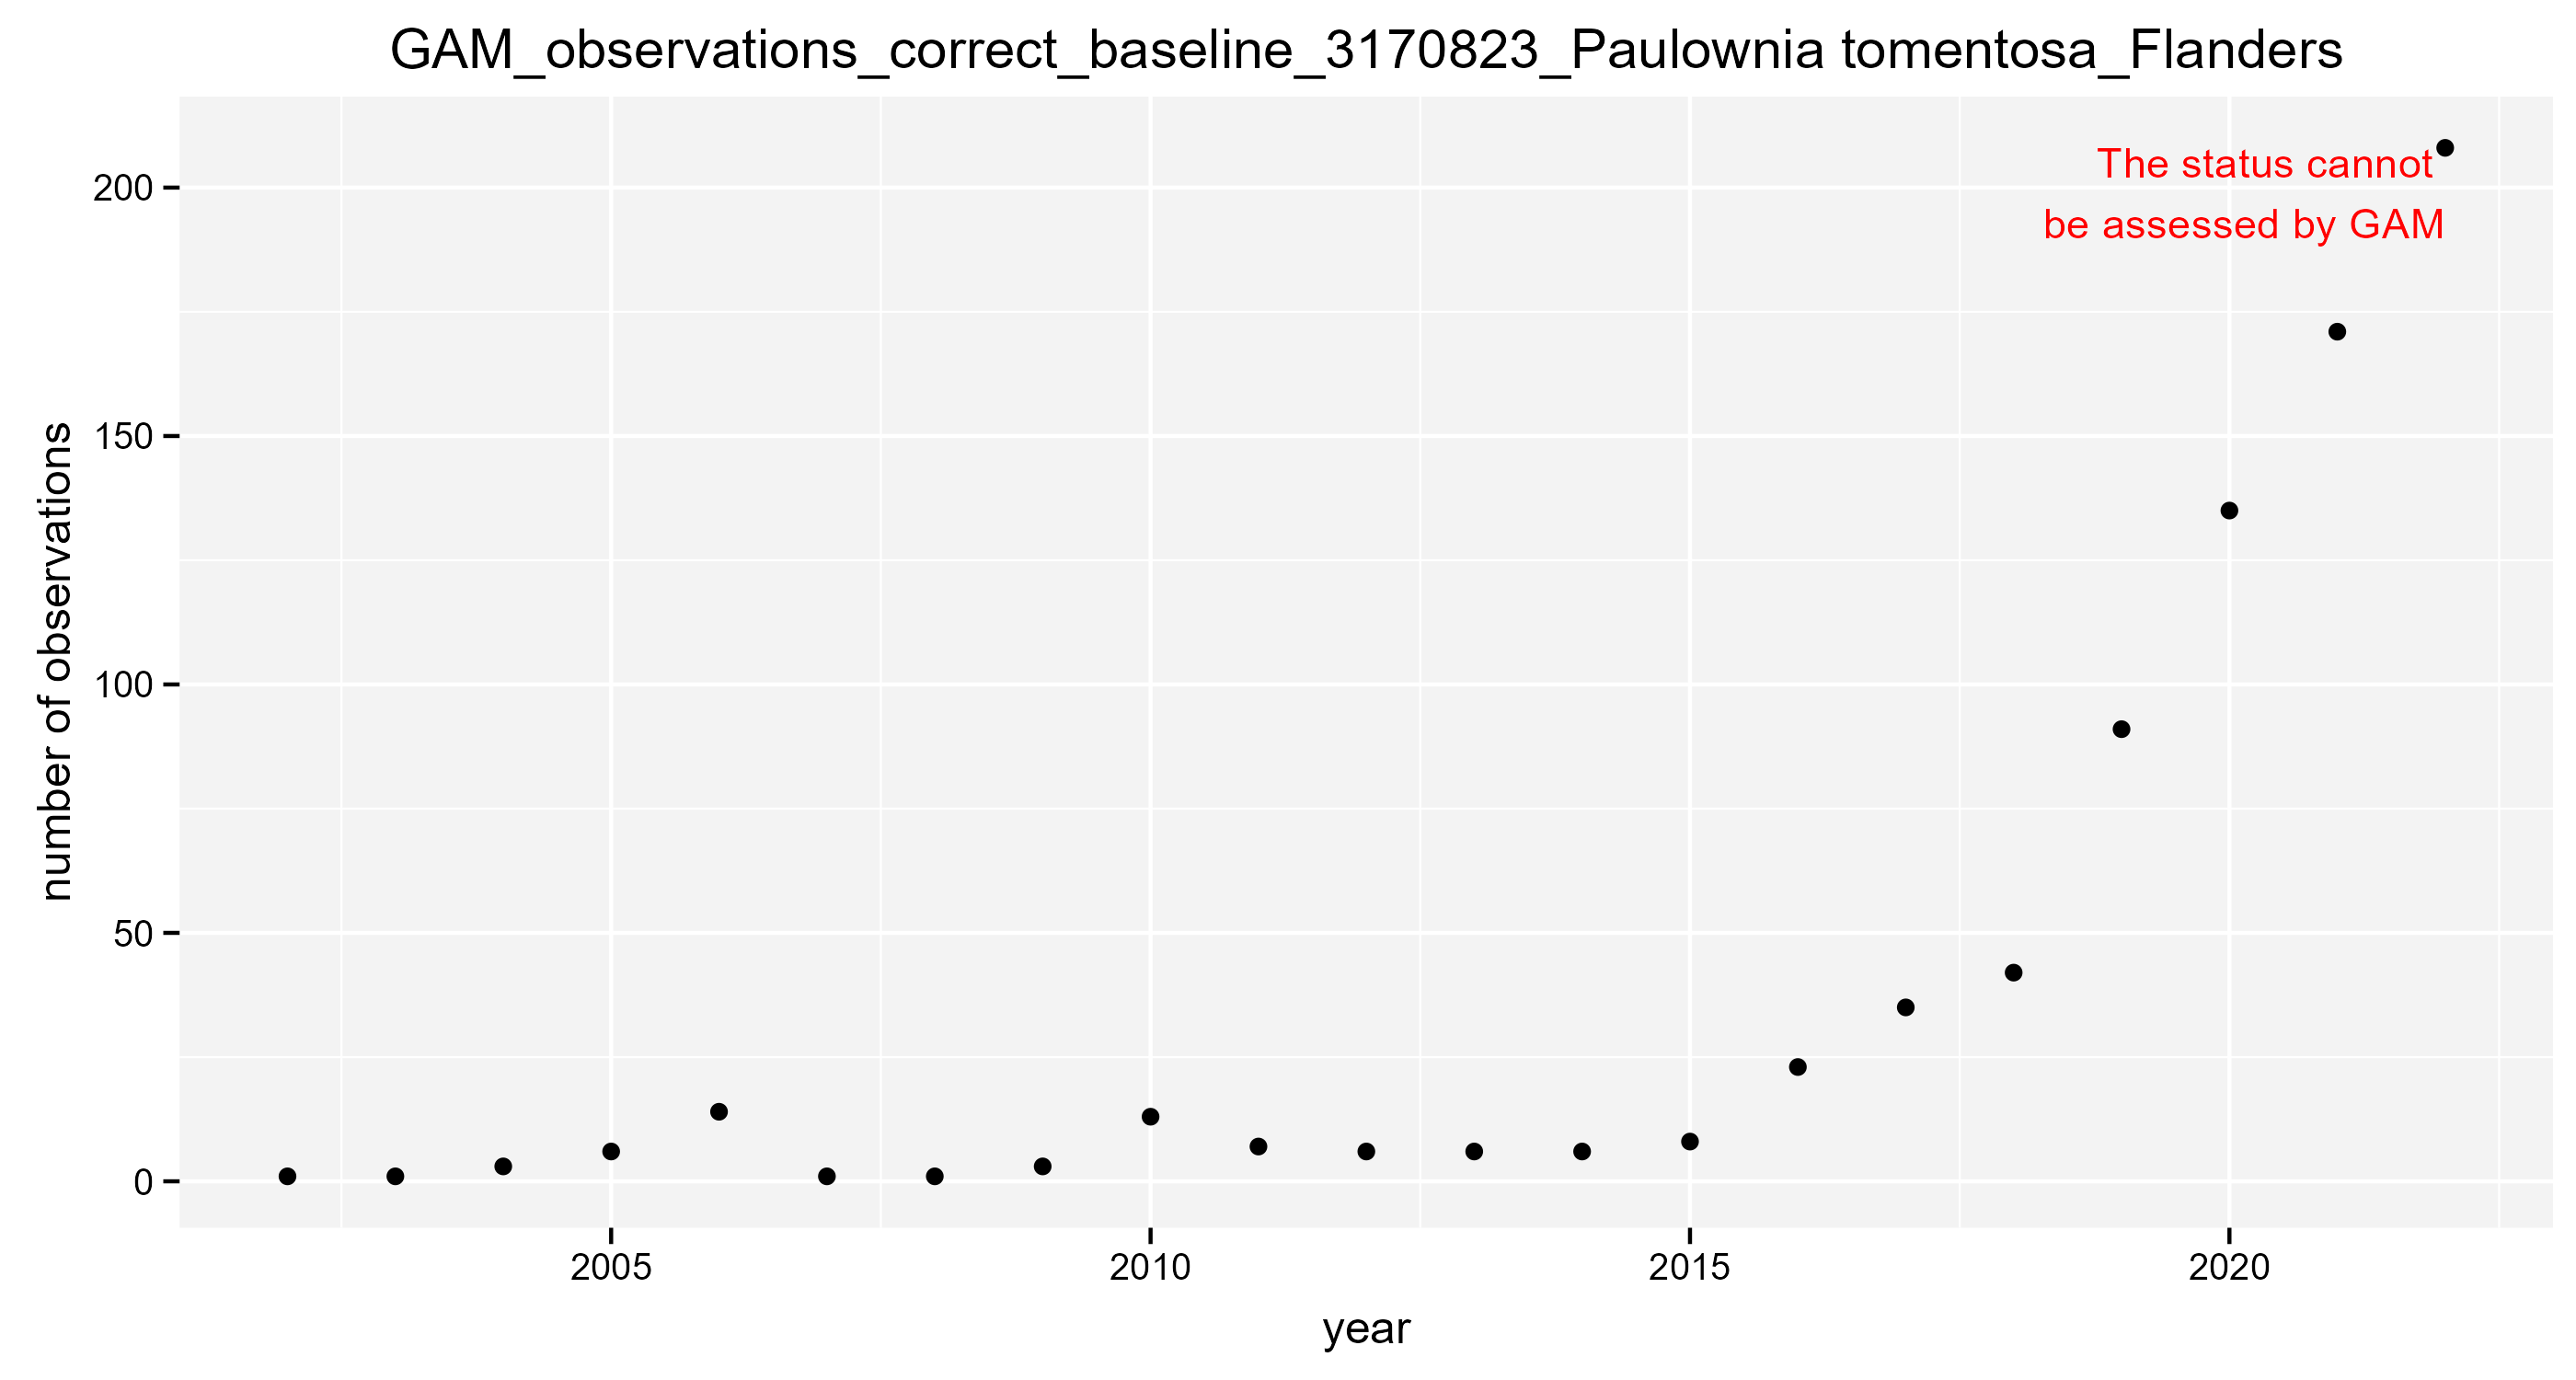 GAM_observations_correct_baseline_3170823_Paulownia tomentosa_Flanders
The status cannot
be assessed by GAM
number of observations
200
150
100
50
0
2005
2010
2015
2020
year